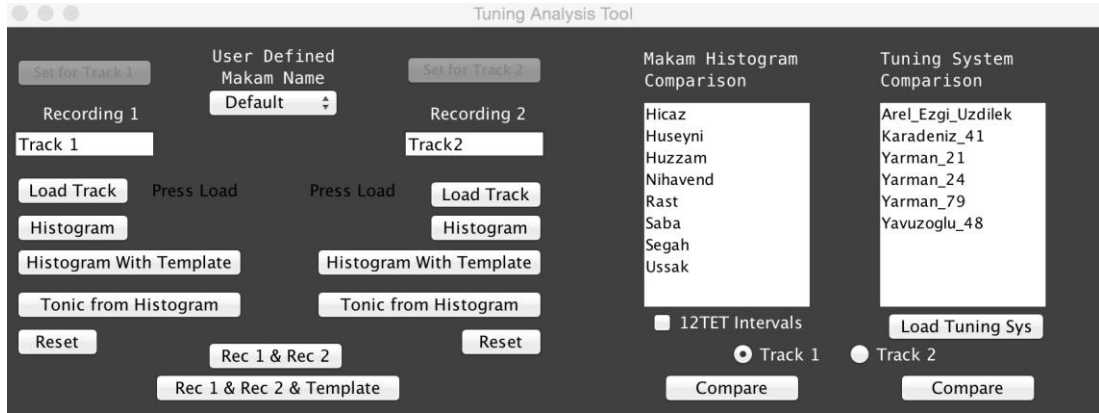 Tuning Analysis Tool
Set for Track 1
User Defined
Makam Name
Default
Set for Track 2
Recording 1
Recording 2
Track 1
Track2
Load Track
Press Load
Press Load
Load Track
Histogram
Histogram
Histogram With Template
Histogram With Template
Tonic from Histogram
Tonic from Histogram
Reset
Reset
Rec 1 & Rec 2
Rec 1 & Rec 2 & Template
Makam Histogram
Comparison
Hicaz
Huseyni
Huzzam
Nihavend
Rast
Saba
Segah
Ussak
12TET Intervals
Tuning System
Comparison
Arel_Ezgi_Uzdilek
Karadeniz_41
Yarman_21
Yarman_24
Yarman_79
Yavuzoglu_48
Load Tuning Sys
Track 1
Track 2
Compare
Compare